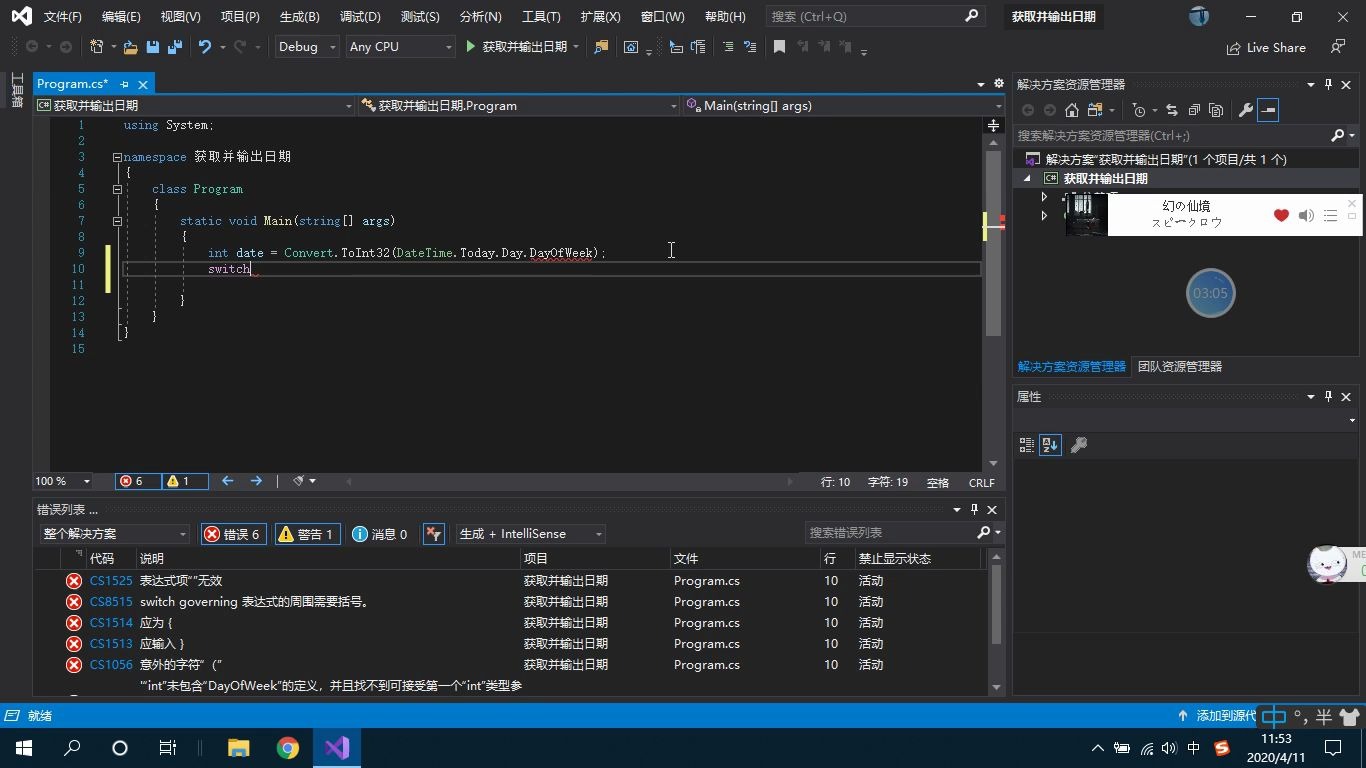 文件(F) 编辑(E) 视图(V) 项目(P) 生成(B) 调试(D) 测试(S) 分析(N) 工具(T) 扩展(X) 窗口(W) 帮助(H) 搜索 (Ctrl+Q) 获取并输出日期
Debug Any CPU 获取并输出日期 Live Share
工具箱
Program.cs*
获取并输出日期 获取并输出日期.Program Main(string[] args)
1 using System;
2
3 namespace 获取并输出日期
4 {
5 class Program
6 {
7 static void Main(string[] args)
8 {
9 int date = Convert.ToInt32(DateTime.Today.Day.DayOfWeek);
10 switch
11
12 }
13 }
14 }
15
100 % 6 1 行: 10 字符: 19 空格 CRLF
解决方案资源管理器
搜索解决方案资源管理器(Ctrl+;)
解决方案"获取并输出日期"(1 个项目/共 1 个)
获取并输出日期
幻の仙境
スピークロウ
03:05
解决方案资源管理器 团队资源管理器
属性
错误列表 ...
整个解决方案 错误 6 警告 1 消息 0 生成 + IntelliSense 搜索错误列表
代码 说明 项目 文件 行 禁止显示状态
CS1525 表达式项“”无效 获取并输出日期 Program.cs 10 活动
CS8515 switch governing 表达式的周围需要括号。 获取并输出日期 Program.cs 10 活动
CS1514 应为 { 获取并输出日期 Program.cs 10 活动
CS1513 应输入 } 获取并输出日期 Program.cs 10 活动
CS1056 意外的字符“（” 获取并输出日期 Program.cs 10 活动
“int”未包含“DayOfWeek”的定义，并且找不到可接受第一个“int”类型参
就绪 添加到源代 中 °, 半
中 11:53
2020/4/11